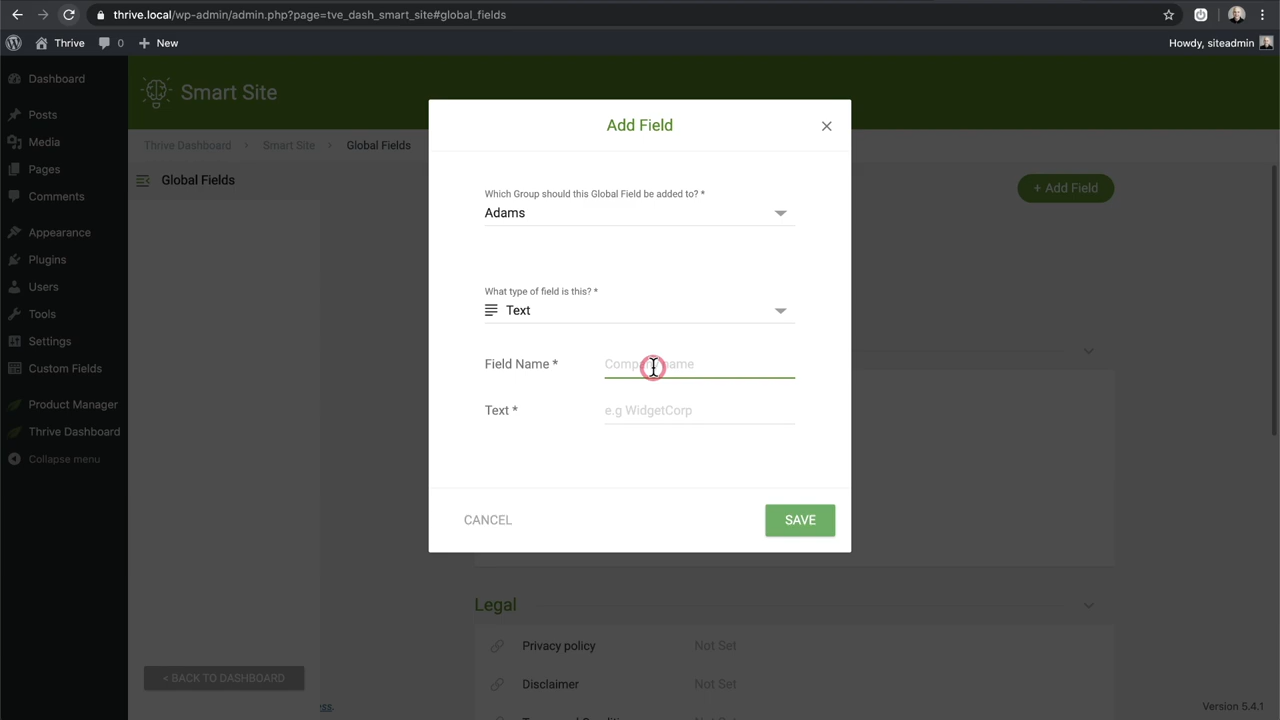 thrive.local/wp-admin/admin.php?page=tve_dash_smart_site#global_fields
Thrive
0
New
Howdy, siteadmin
Dashboard
Posts
Media
Pages
Comments
Appearance
Plugins
Users
Tools
Settings
Custom Fields
Product Manager
Thrive Dashboard
Collapse menu
Smart Site
Thrive Dashboard
Smart Site
Global Fields
Global Fields
+ Add Field
Add Field
Which Group should this Global Field be added to? *
Adams
What type of field is this? *
Text
Field Name *
Company name
Text *
e.g WidgetCorp
CANCEL
SAVE
Legal
Privacy policy
Not Set
Disclaimer
Not Set
< BACK TO DASHBOARD
Version 5.4.1